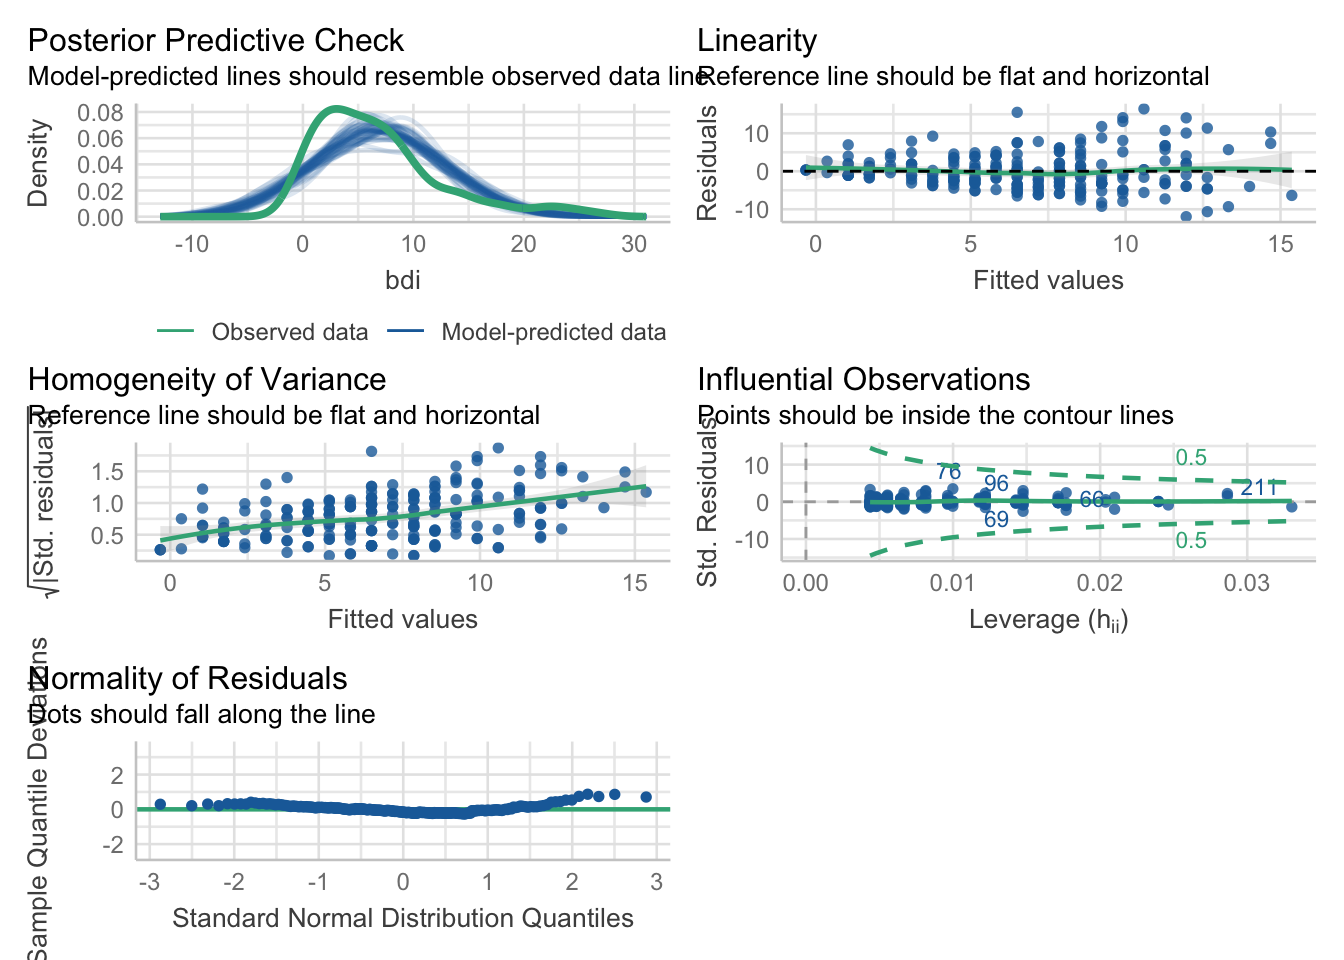 Posterior Predictive Check
Model-predicted lines should resemble observed data line
Density
0.08
0.06
0.04
0.02
0.00
-10
0
10
20
30
bdi
Observed data
Model-predicted data
Linearity
Reference line should be flat and horizontal
Residuals
10
0
-10
0
5
10
15
Fitted values
Homogeneity of Variance
Reference line should be flat and horizontal
√|Std. residuals|
1.5
1.0
0.5
0
5
10
15
Fitted values
Influential Observations
Points should be inside the contour lines
Std. Residuals
10
0
-10
0.5
76
96
66
211
69
0.5
0.00
0.01
0.02
0.03
Leverage (hii)
Normality of Residuals
Dots should fall along the line
Sample Quantile Deviations
2
0
-2
-3
-2
-1
0
1
2
3
Standard Normal Distribution Quantiles